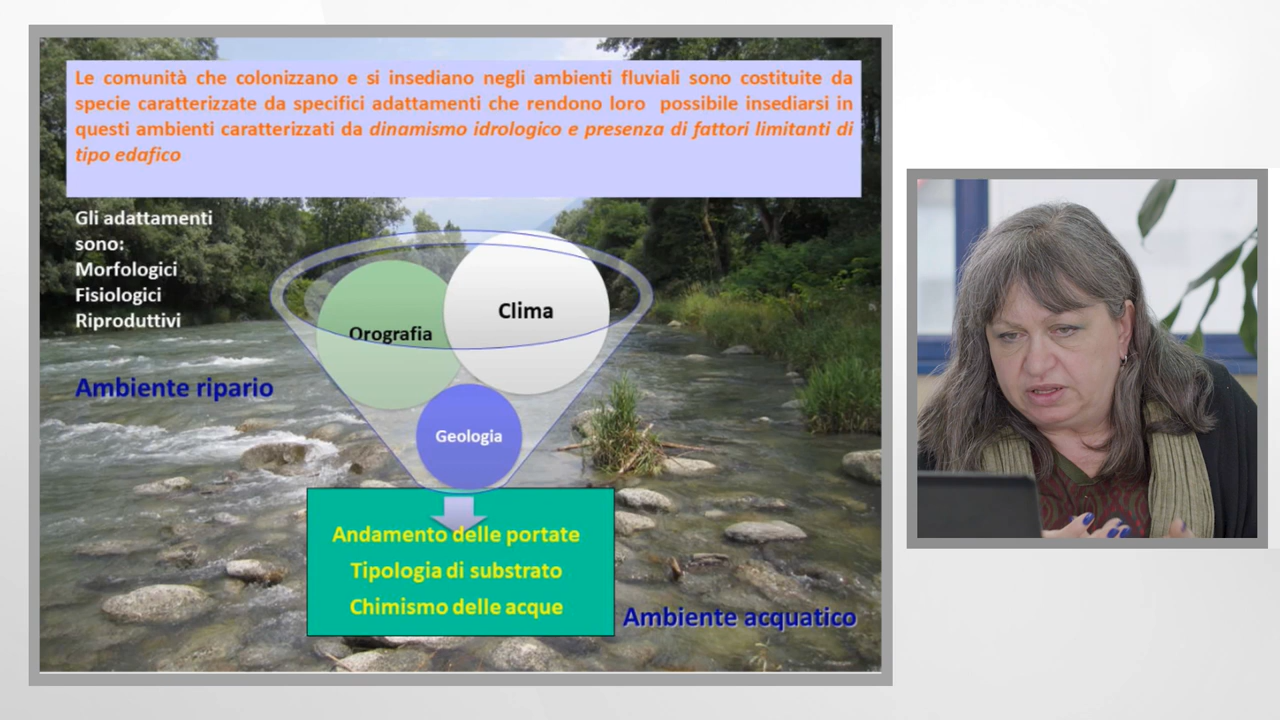 Le comunità che colonizzano e si insediano negli ambienti fluviali sono costituite da
specie caratterizzate da specifici adattamenti che rendono loro possibile insediarsi in
questi ambienti caratterizzati da dinamismo idrologico e presenza di fattori limitanti di
tipo edafico
Gli adattamenti
sono:
Morfologici
Fisiologici
Riproduttivi
Ambiente ripario
Orografia
Clima
Geologia
Andamento delle portate
Tipologia di substrato
Chimismo delle acque
Ambiente acquatico